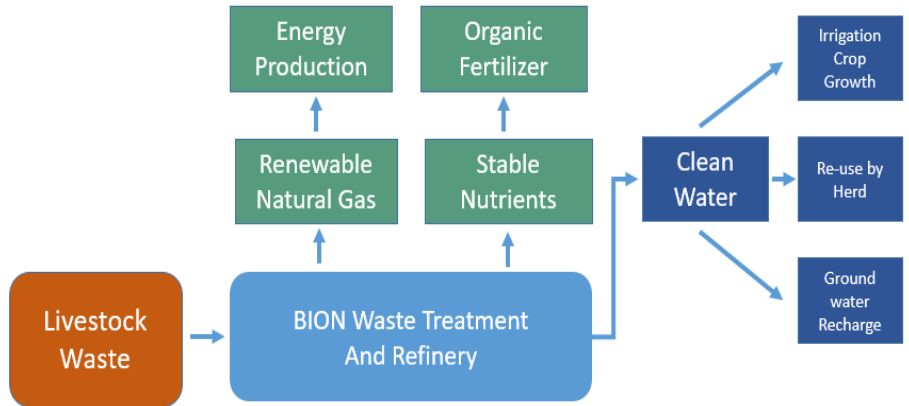 Energy
Production
Organic
Fertilizer
Irrigation
Crop
Growth
Renewable
Natural Gas
Stable
Nutrients
Clean
Water
Re-use by
Herd
Livestock
Waste
BION Waste Treatment
And Refinery
Ground
water
Recharge